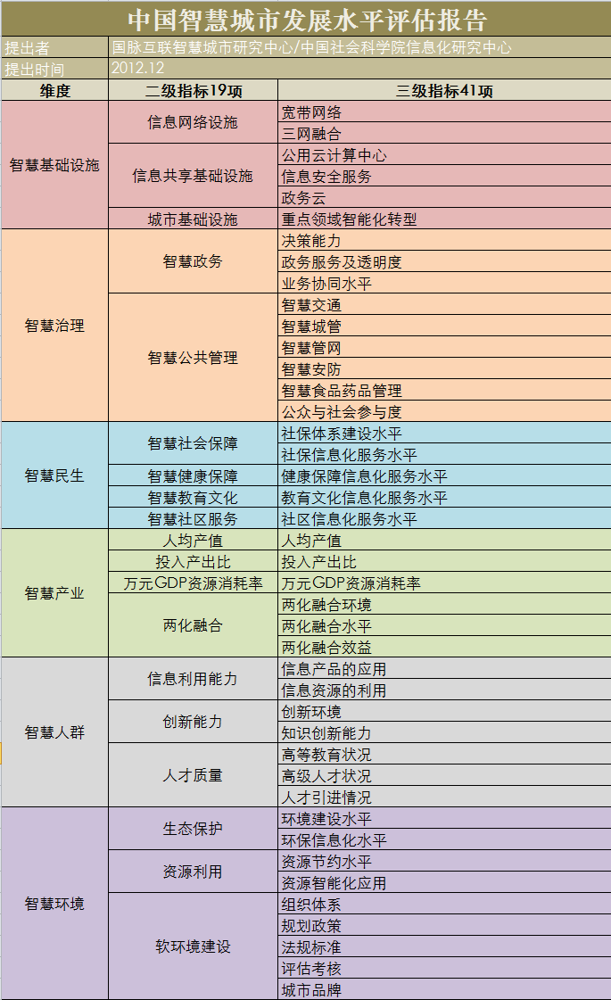 中国智慧城市发展水平评估报告
提出者 国脉互联智慧城市研究中心/中国社会科学院信息化研究中心
提出时间 2012.12
维度 二级指标19项 三级指标41项
智慧基础设施 信息网络设施 宽带网络
三网融合
信息共享基础设施 公用云计算中心
信息安全服务
政务云
城市基础设施 重点领域智能化转型
智慧治理 智慧政务 决策能力
政务服务及透明度
业务协同水平
智慧公共管理 智慧交通
智慧城管
智慧管网
智慧安防
智慧食品药品管理
公众与社会参与度
智慧民生 智慧社会保障 社保体系建设水平
社保信息化服务水平
智慧健康保障 健康保障信息化服务水平
智慧教育文化 教育文化信息化服务水平
智慧社区服务 社区信息化服务水平
智慧产业 人均产值 人均产值
投入产出比 投入产出比
万元GDP资源消耗率 万元GDP资源消耗率
两化融合 两化融合环境
两化融合水平
两化融合效益
智慧人群 信息利用能力 信息产品的应用
信息资源的利用
创新能力 创新环境
知识创新能力
人才质量 高等教育状况
高级人才状况
人才引进情况
智慧环境 生态保护 环境建设水平
环保信息化水平
资源利用 资源节约水平
资源智能化应用
软环境建设 组织体系
规划政策
法规标准
评估考核
城市品牌